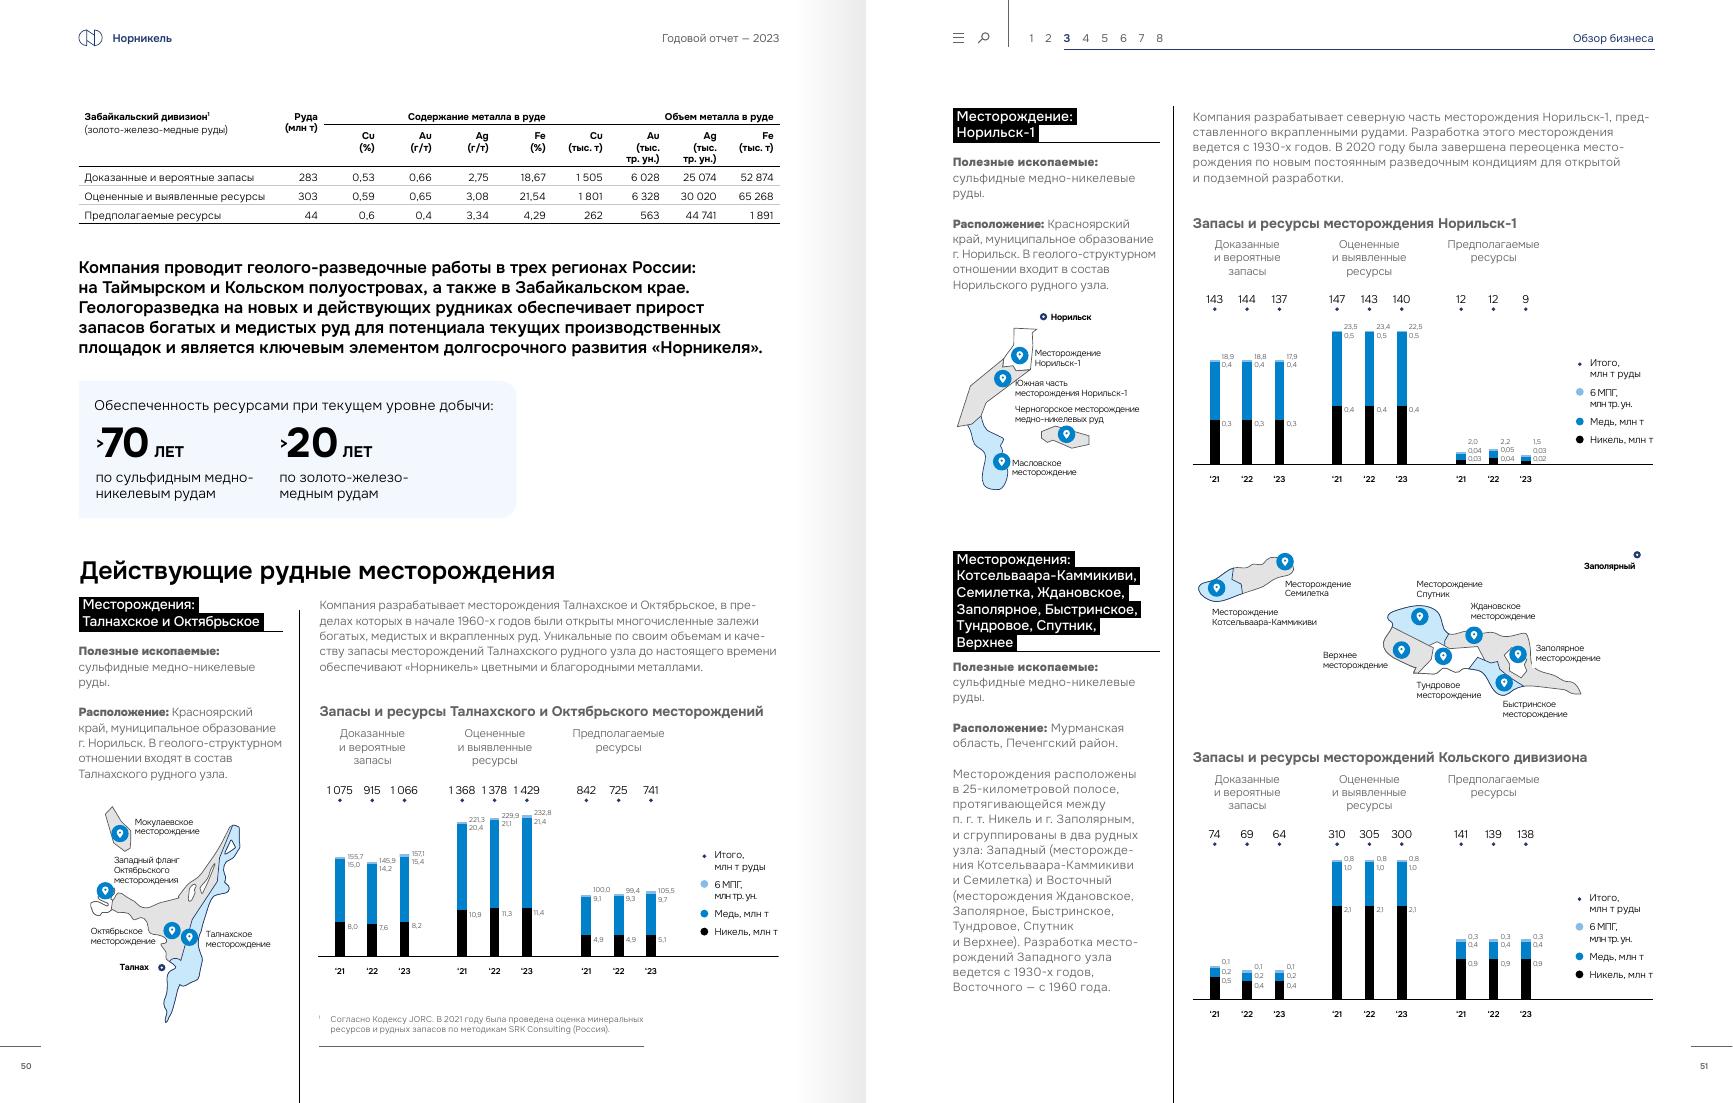 Норникель
Годовой отчет — 2023
Забайкальский дивизион¹
(золото-железо-медные руды)
Руда
(млн т)
Содержание металла в руде
Объем металла в руде
Cu
(%)
Au
(г/т)
Ag
(г/т)
Fe
(%)
Cu
(тыс. т)
Au
(тыс.
тр. ун.)
Ag
(тыс.
тр. ун.)
Fe
(тыс. т)
Доказанные и вероятные запасы 283 0,53 0,66 2,75 18,67 1 505 6 028 25 074 52 874
Оцененные и выявленные ресурсы 303 0,59 0,65 3,08 21,54 1 801 6 328 30 020 65 268
Предполагаемые ресурсы 44 0,6 0,4 3,34 4,29 262 563 44 741 1 891
Компания проводит геолого-разведочные работы в трех регионах России:
на Таймырском и Кольском полуостровах, а также в Забайкальском крае.
Геологоразведка на новых и действующих рудниках обеспечивает прирост
запасов богатых и медистых руд для потенциала текущих производственных
площадок и является ключевым элементом долгосрочного развития «Норникеля».
Обеспеченность ресурсами при текущем уровне добычи:
>70 ЛЕТ
по сульфидным медно-
никелевым рудам
>20 ЛЕТ
по золото-железо-
медным рудам
Действующие рудные месторождения
Месторождения:
Талнахское и Октябрьское
Полезные ископаемые:
сульфидные медно-никелевые
руды.
Расположение: Красноярский
край, муниципальное образование
г. Норильск. В геолого-структурном
отношении входят в состав
Талнахского рудного узла.
Мокулаевское
месторождение
Западный фланг
Октябрьского
месторождения
Октябрьское
месторождение
Талнахское
месторождение
Талнах
Компания разрабатывает месторождения Талнахское и Октябрьское, в пре-
делах которых в начале 1960-х годов были открыты многочисленные залежи
богатых, медистых и вкрапленных руд. Уникальные по своим объемам и каче-
ству запасы месторождений Талнахского рудного узла до настоящего времени
обеспечивают «Норникель» цветными и благородными металлами.
Запасы и ресурсы Талнахского и Октябрьского месторождений
Доказанные
и вероятные
запасы
Оцененные
и выявленные
ресурсы
Предполагаемые
ресурсы
1 075 915 1 066
1 368 1 378 1 429
842 725 741
155,7
15,0
8,0
145,9
14,2
7,6
157,1
15,4
8,2
221,3
20,4
10,9
229,9
21,1
11,3
232,8
21,4
11,4
100,0
9,1
4,9
99,4
9,3
4,9
105,5
9,7
5,1
'21 '22 '23
'21 '22 '23
'21 '22 '23
Итого,
млн т руды
6 МПГ,
млн тр. ун.
Медь, млн т
Никель, млн т
¹ Согласно Кодексу JORC. В 2021 году была проведена оценка минеральных
ресурсов и рудных запасов по методикам SRK Consulting (Россия).
50
1 2 3 4 5 6 7 8
Обзор бизнеса
Месторождение:
Норильск-1
Полезные ископаемые:
сульфидные медно-никелевые
руды.
Расположение: Красноярский
край, муниципальное образование
г. Норильск. В геолого-структурном
отношении входит в состав
Норильского рудного узла.
Норильск
Месторождение
Норильск-1
Южная часть
месторождения Норильск-1
Черногорское месторождение
медно-никелевых руд
Масловское
месторождение
Компания разрабатывает северную часть месторождения Норильск-1, пред-
ставленного вкрапленными рудами. Разработка этого месторождения
ведется с 1930-х годов. В 2020 году была завершена переоценка место-
рождения по новым постоянным разведочным кондициям для открытой
и подземной разработки.
Запасы и ресурсы месторождения Норильск-1
Доказанные
и вероятные
запасы
Оцененные
и выявленные
ресурсы
Предполагаемые
ресурсы
143 144 137
147 143 140
12 12 9
18,9
0,4
0,3
18,8
0,4
0,3
17,9
0,4
0,3
23,5
0,5
0,4
23,4
0,5
0,4
22,5
0,5
0,4
2,0
0,04
0,03
2,2
0,05
0,04
1,5
0,03
0,02
'21 '22 '23
'21 '22 '23
'21 '22 '23
Итого,
млн т руды
6 МПГ,
млн тр. ун.
Медь, млн т
Никель, млн т
Месторождения:
Котсельваара-Каммикиви,
Семилетка, Ждановское,
Заполярное, Быстринское,
Тундровое, Спутник,
Верхнее
Полезные ископаемые:
сульфидные медно-никелевые
руды.
Расположение: Мурманская
область, Печенгский район.
Месторождения расположены
в 25-километровой полосе,
протягивающейся между
п. г. т. Никель и г. Заполярным,
и сгруппированы в два рудных
узла: Западный (месторожде-
ния Котсельваара-Каммикиви
и Семилетка) и Восточный
(месторождения Ждановское,
Заполярное, Быстринское,
Тундровое, Спутник
и Верхнее). Разработка место-
рождений Западного узла
ведется с 1930-х годов,
Восточного — с 1960 года.
Месторождение
Семилетка
Месторождение
Котсельваара-Каммикиви
Заполярный
Месторождение
Спутник
Ждановское
месторождение
Верхнее
месторождение
Заполярное
месторождение
Тундровое
месторождение
Быстринское
месторождение
Запасы и ресурсы месторождений Кольского дивизиона
Доказанные
и вероятные
запасы
Оцененные
и выявленные
ресурсы
Предполагаемые
ресурсы
74 69 64
310 305 300
141 139 138
0,1
0,2
0,5
0,1
0,2
0,4
0,1
0,2
0,4
0,8
1,0
2,1
0,8
1,0
2,1
0,8
1,0
2,1
0,3
0,4
0,9
0,3
0,4
0,9
0,3
0,4
0,9
'21 '22 '23
'21 '22 '23
'21 '22 '23
Итого,
млн т руды
6 МПГ,
млн тр. ун.
Медь, млн т
Никель, млн т
51